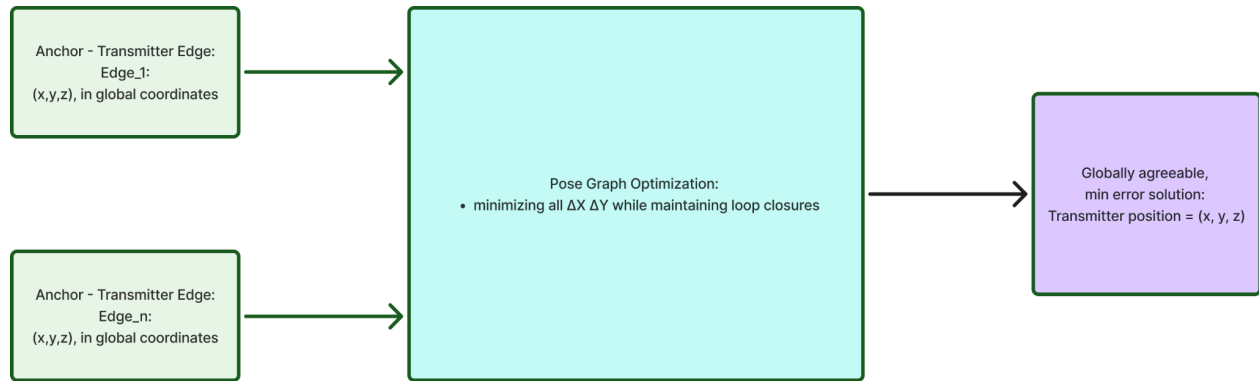 Anchor - Transmitter Edge:
Edge_1:
(x,y,z), in global coordinates
Anchor - Transmitter Edge:
Edge_n:
(x,y,z), in global coordinates
Pose Graph Optimization:
• minimizing all ΔX ΔY while maintaining loop closures
Globally agreeable,
min error solution:
Transmitter position = (x, y, z)